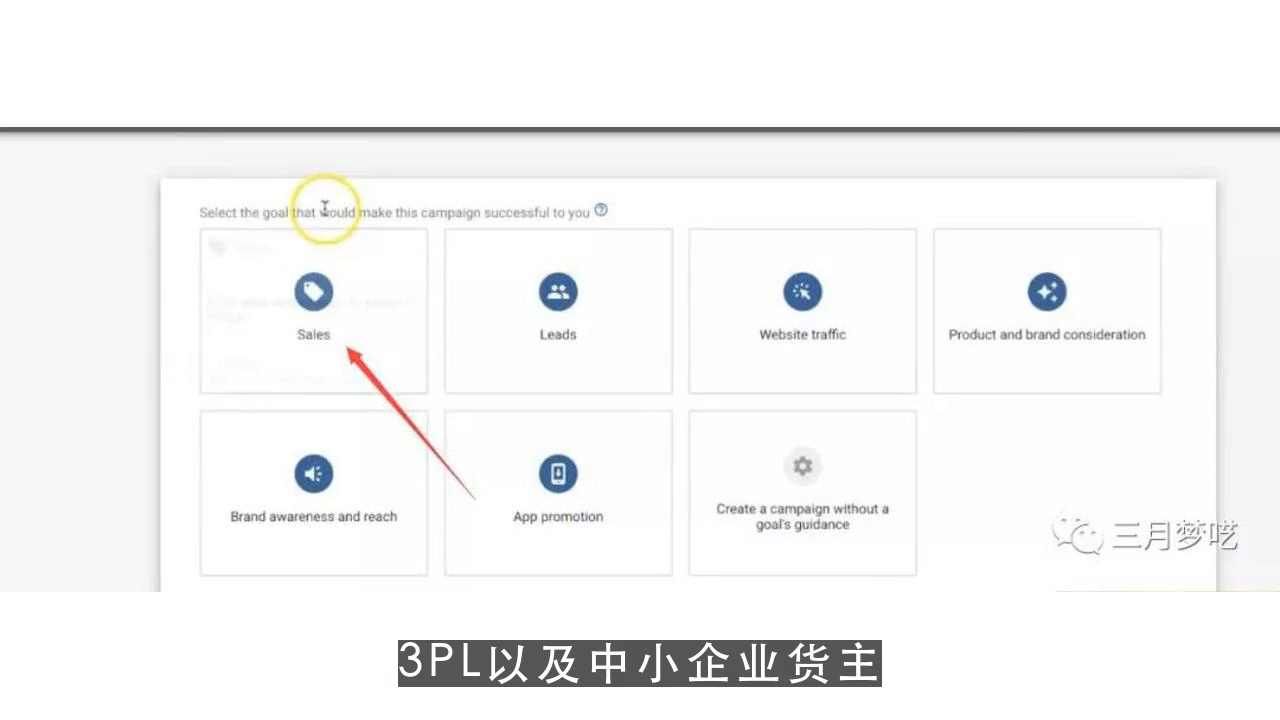 Select the goal that would make this campaign successful to you
Sales
Leads
Website traffic
Product and brand consideration
Brand awareness and reach
App promotion
Create a campaign without a
goal's guidance
三月梦呓
3PL以及中小企业货主